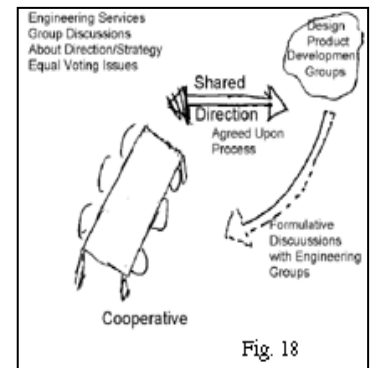 Engineering Services
Group Discussions
About Direction/Strategy
Equal Voting Issues
Design
Product
Development
Groups
Shared
Direction
Agreed Upon
Process
Formulative
Discuussions
with Engineering
Groups
Cooperative
Fig. 18